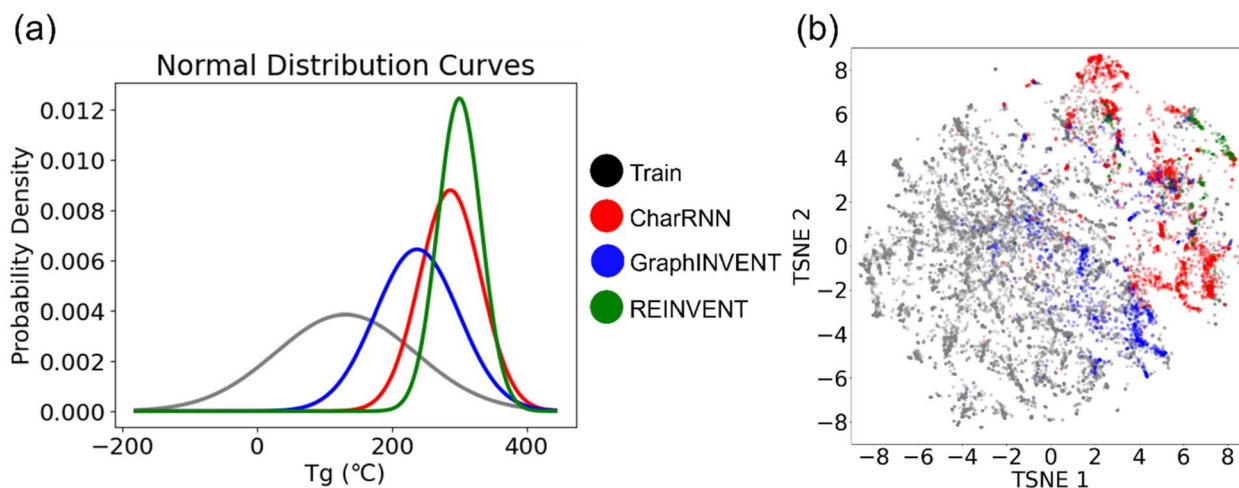 (a)
Normal Distribution Curves
Probability Density
0.012
0.010
0.008
0.006
0.004
0.002
0.000
−200
0
200
400
Tg (℃)
Train
CharRNN
GraphINVENT
REINVENT
(b)
TSNE 2
8
6
4
2
0
−2
−4
−6
−8
−8
−6
−4
−2
0
2
4
6
8
TSNE 1